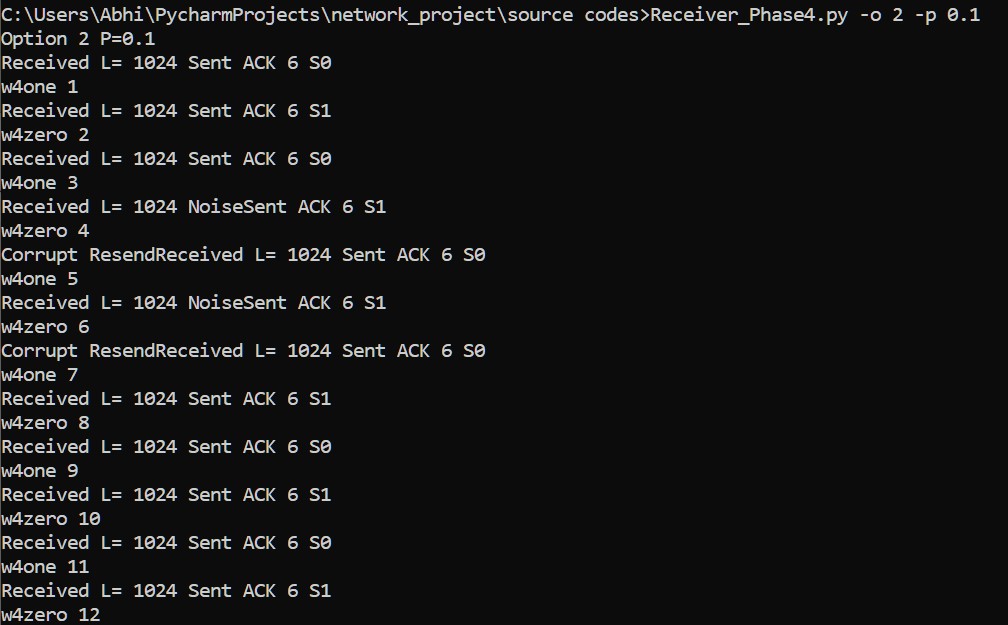 C:\Users\Abhi\PycharmProjects\network_project\source codes>Receiver_Phase4.py -o 2 -p 0.1
Option 2 P=0.1
Received L= 1024 Sent ACK 6 S0
w4one 1
Received L= 1024 Sent ACK 6 S1
w4zero 2
Received L= 1024 Sent ACK 6 S0
w4one 3
Received L= 1024 NoiseSent ACK 6 S1
w4zero 4
Corrupt ResendReceived L= 1024 Sent ACK 6 S0
w4one 5
Received L= 1024 NoiseSent ACK 6 S1
w4zero 6
Corrupt ResendReceived L= 1024 Sent ACK 6 S0
w4one 7
Received L= 1024 Sent ACK 6 S1
w4zero 8
Received L= 1024 Sent ACK 6 S0
w4one 9
Received L= 1024 Sent ACK 6 S1
w4zero 10
Received L= 1024 Sent ACK 6 S0
w4one 11
Received L= 1024 Sent ACK 6 S1
w4zero 12